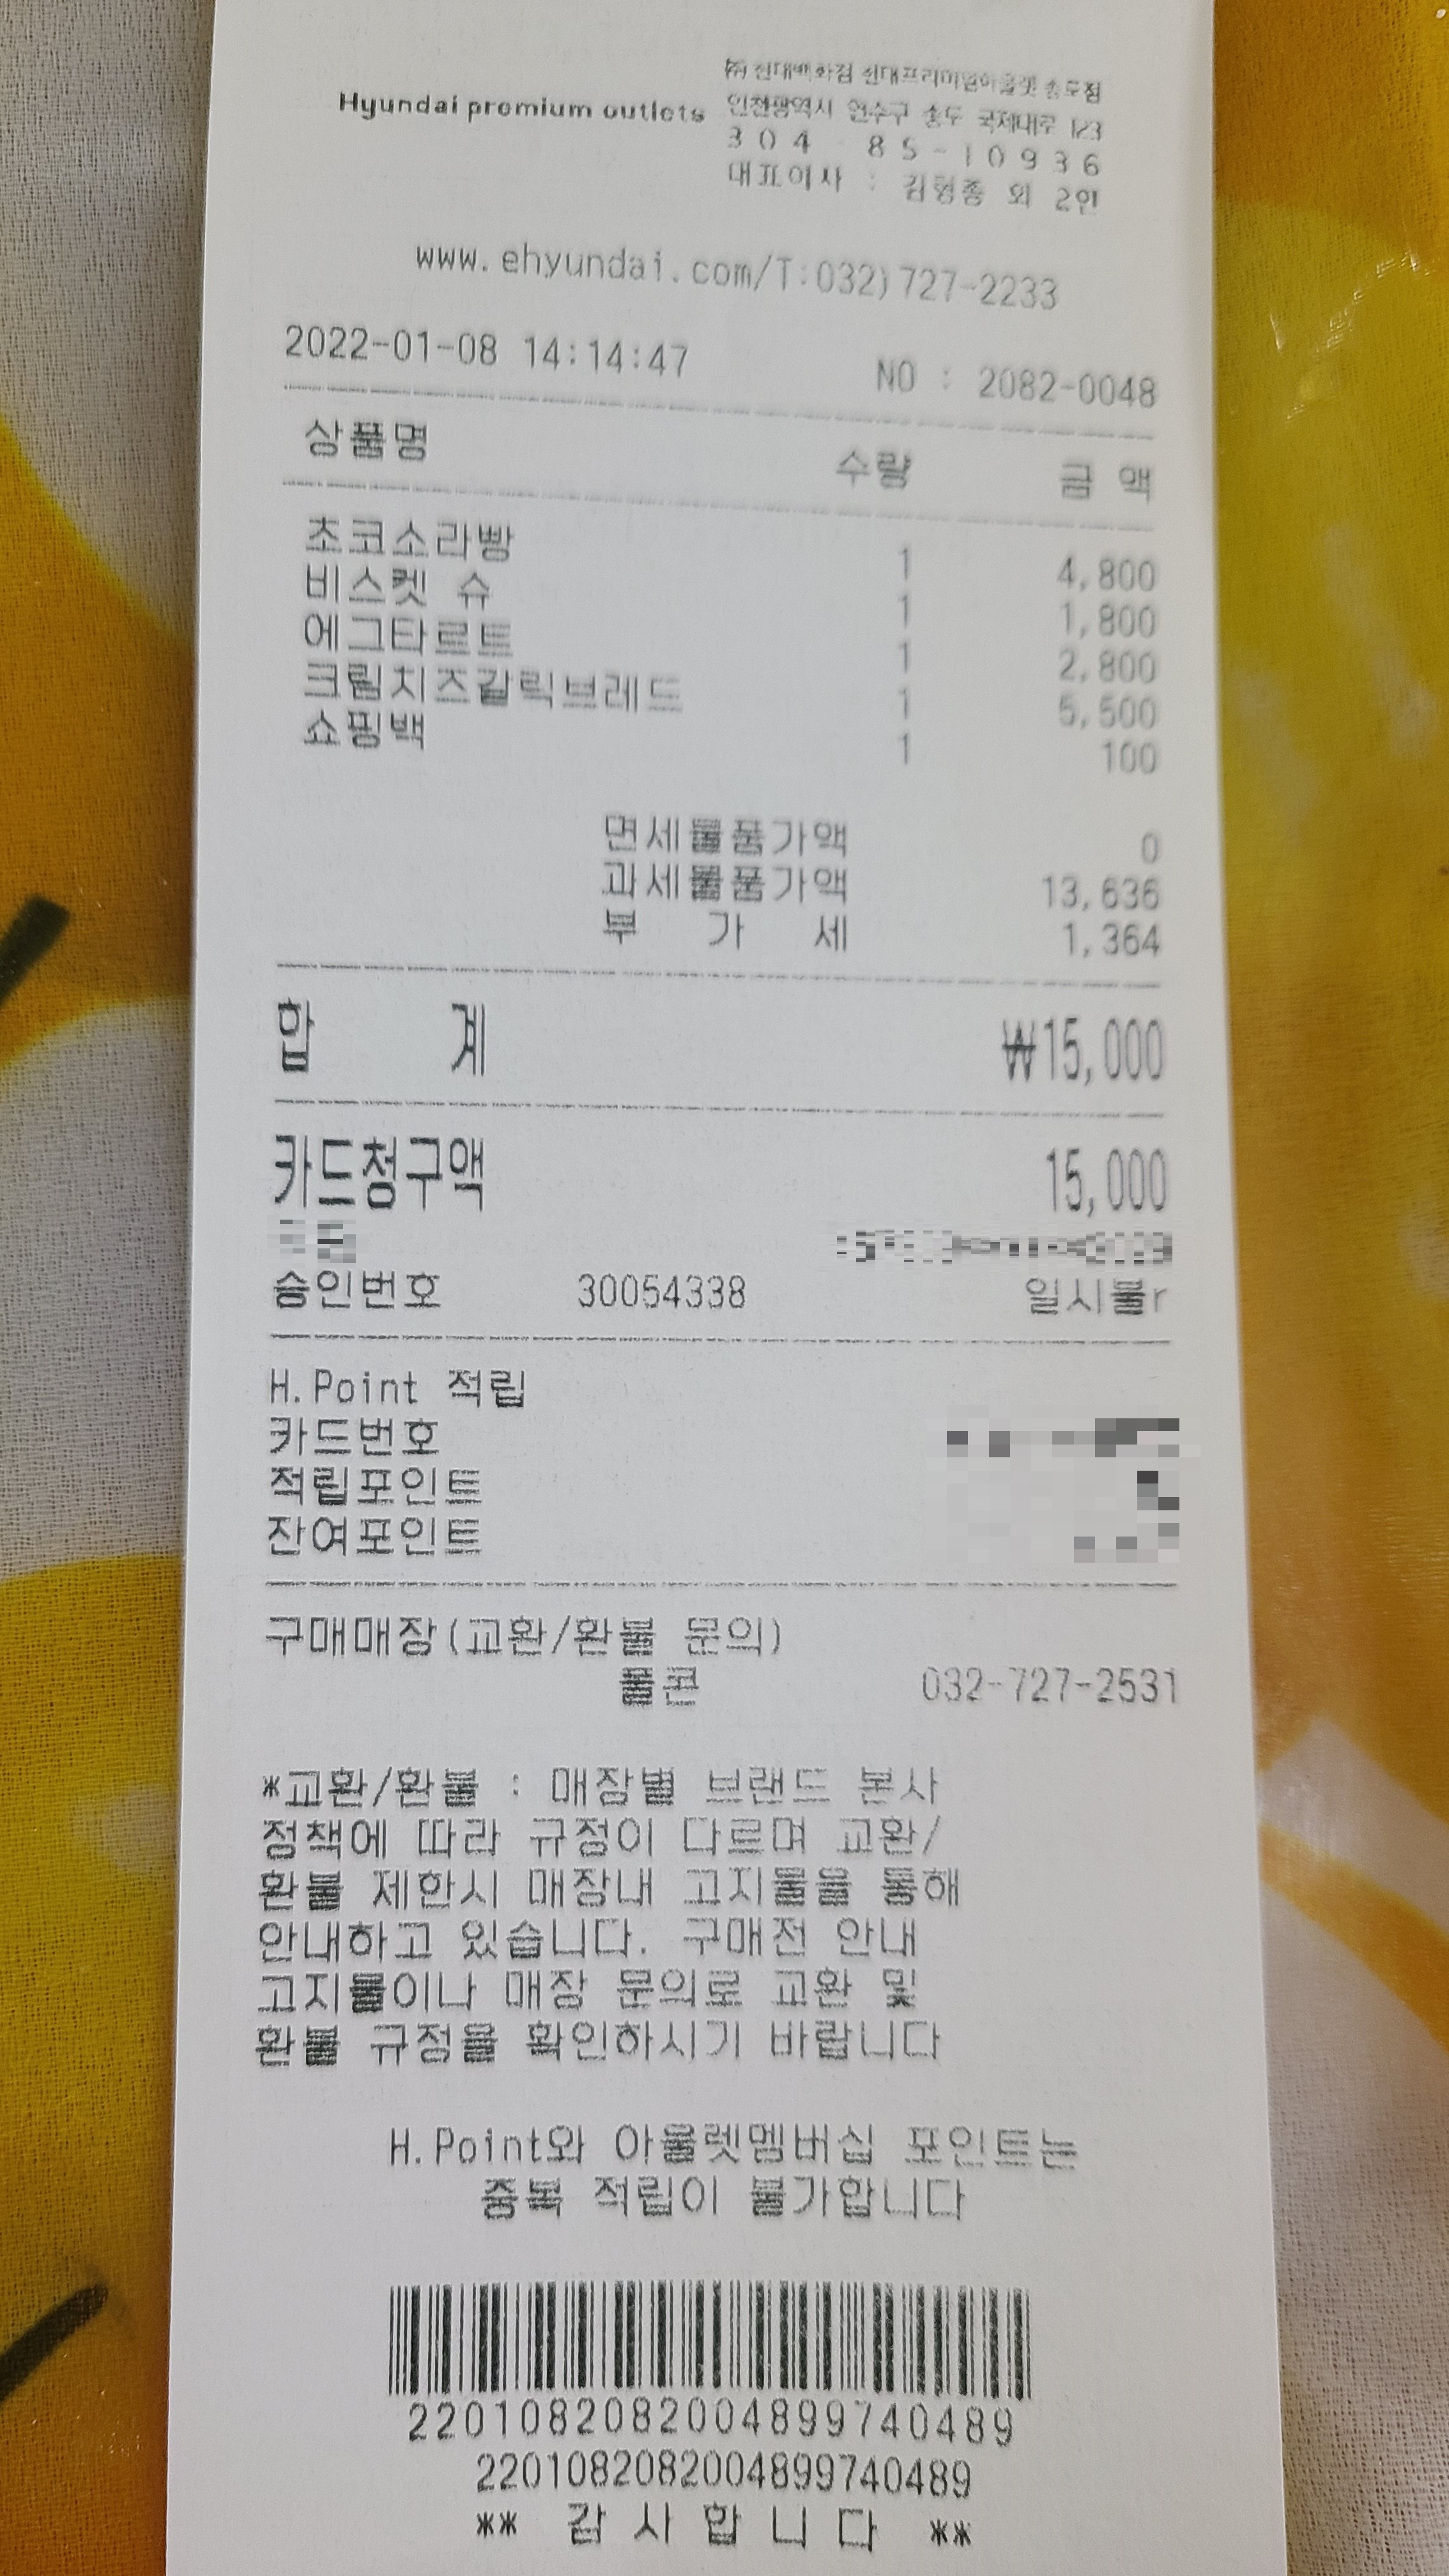 Hyundai premium outlets
㈜ 현대백화점 현대프리미엄아울렛 송도점
인천광역시 연수구 송도 국제대로 123
304-85-10936
대표이사 : 김형종 외 2인
www.ehyundai.com/T:032)727-2233
2022-01-08 14:14:47 NO : 2082-0048
상품명 수량 금 액
초코소라빵 1 4,800
비스켓 슈 1 1,800
에그타르트 1 2,800
크림치즈갈릭브레드 1 5,500
쇼핑백 1 100
면세물품가액 0
과세물품가액 13,636
부 가 세 1,364
합 계 ₩15,000
카드청구액 15,000
승인번호 30054338 일시불r
H.Point 적립
카드번호
적립포인트
잔여포인트
구매매장(교환/환불 문의)
롤콘 032-727-2531
*교환/환불 : 매장별 브랜드 본사
정책에 따라 규정이 다르며 교환/
환불 제한시 매장내 고지물을 통해
안내하고 있습니다. 구매전 안내
고지물이나 매장 문의로 교환 및
환불 규정을 확인하시기 바랍니다
H.Point와 아울렛멤버십 포인트는
중복 적립이 불가합니다
2201082082004899740489
2201082082004899740489
** 감 사 합 니 다 **